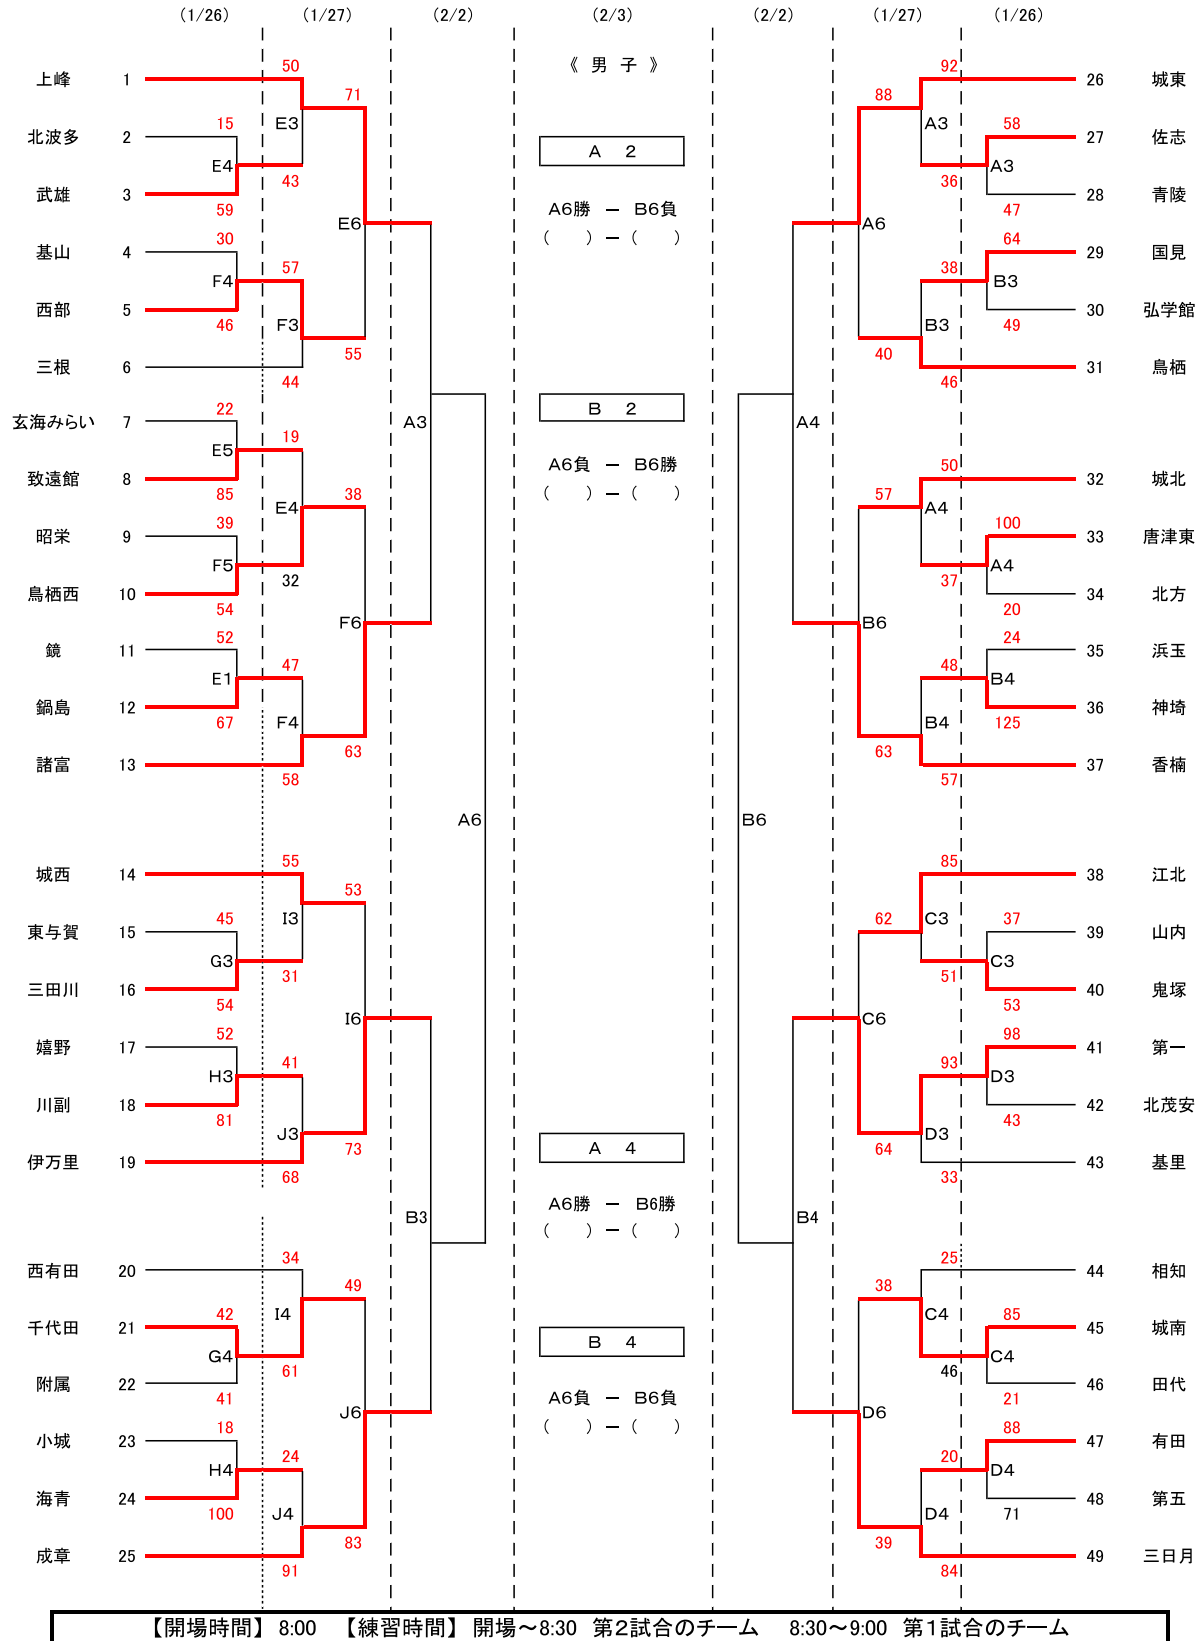 （1/26） （1/27） （2/2） （2/3） （2/2） （1/27） （1/26）
《 男 子 》
50
71
上峰 1
E3
15
北波多 2
E4
武雄 3
43
59
E6
30
基山 4
57
F4
西部 5
46
F3
55
三根 6
44
22
玄海みらい 7
19
A3
E5
致遠館 8
85
38
E4
39
昭栄 9
F5
32
鳥栖西 10
54
F6
52
鏡 11
47
E1
鍋島 12
67
F4
63
諸富 13
58
A6
55
城西 14
53
I3
45
東与賀 15
G3
31
三田川 16
54
I6
52
嬉野 17
41
H3
川副 18
81
J3
73
伊万里 19
68
B3
34
西有田 20
49
I4
42
千代田 21
G4
61
附属 22
41
J6
18
小城 23
24
H4
海青 24
100
J4
83
成章 25
91
A 2
A6勝 － B6負
（ ）－（ ）
B 2
A6負 － B6勝
（ ）－（ ）
A 4
A6勝 － B6勝
（ ）－（ ）
B 4
A6負 － B6負
（ ）－（ ）
92
88
26 城東
A3
58
27 佐志
A3
36
28 青陵
47
A6
64
29 国見
38
B3
30 弘学館
49
B3
40
31 鳥栖
46
A4
50
32 城北
57
A4
100
33 唐津東
A4
37
34 北方
20
B6
24
35 浜玉
48
B4
36 神埼
125
B4
63
37 香楠
57
B6
85
38 江北
62
C3
37
39 山内
C3
51
40 鬼塚
53
C6
98
41 第一
93
D3
42 北茂安
43
D3
64
43 基里
33
B4
25
44 相知
38
C4
85
45 城南
C4
46
46 田代
21
D6
88
47 有田
20
D4
48 第五
71
D4
39
49 三日月
84
【開場時間】 8:00 【練習時間】 開場～8:30 第2試合のチーム 8:30～9:00 第1試合のチーム